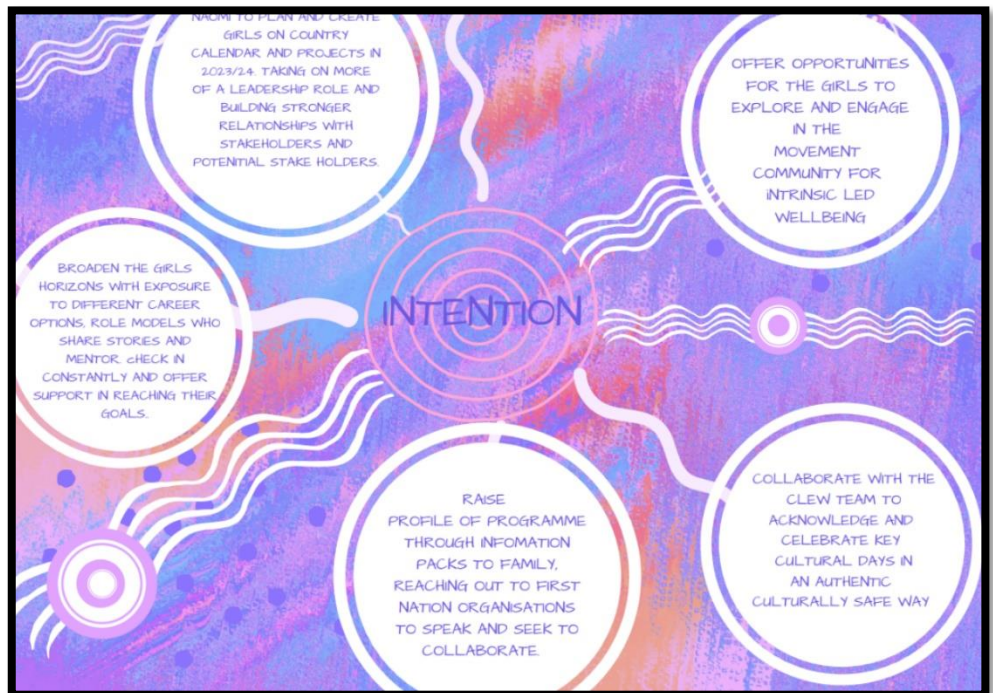 NAOMI TO PLAN AND CREATE
GIRLS ON COUNTRY
CALENDAR AND PROJECTS IN
2023/24. TAKING ON MORE
OF A LEADERSHIP ROLE AND
BUILDNG STRONGER
RELATIONSHIPS WITH
STAKEHOLDERS AND
POTENITIAL STAKE HOLDERS.
OFFER OPPORTUNITIES
FOR THE GIRLS TO
EXPLORE AND ENGAGE
IN THE
MOVEMENT
COMMUNITY FOR
iNTRINSIC LED
WELLBEING
BROADEN THE GIRLS
HORIZONS WITH EXPOSURE
TO DIFFERENT CAREER
OPTIONS, ROLE MODELS WHO
SHARE STORIES AND
MENTOR. cHECK IN
CONSTANTLY AND OFFER
SUPPORT IN REACHING THEIR
GOALS..
iNTENTION
RAISE
PROFILE OF PROGRAMME
THROUGH INFOMATION
PACKS TO FAMILY,
REACHING OUT TO FIRST
NATION ORGANISATIONS
TO SPEAK AND SEEK TO
COLLABORATE.
COLLABORATE WITH THE
CLEW TEAM TO
ACKNOWLEDGE AND
CELEBRATE KEY
CULTURAL DAYS IN
AN AUTHENTIC
CULTURALLY SAFE WAY